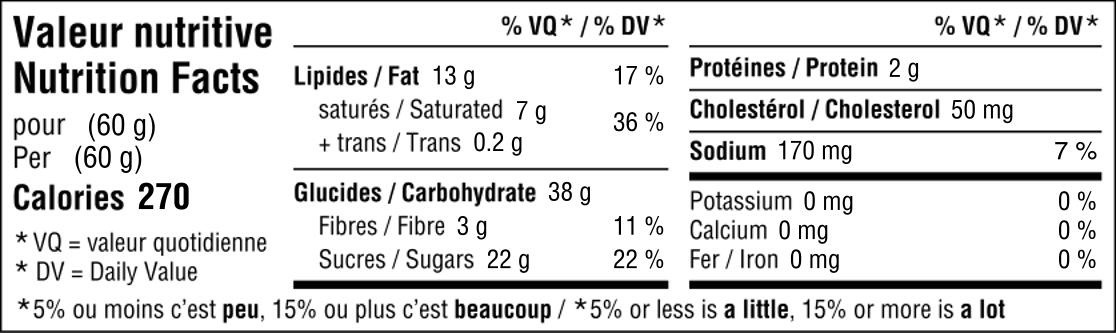 Valeur nutritive
Nutrition Facts
pour (60 g)
Per (60 g)
Calories 270
* VQ = valeur quotidienne
* DV = Daily Value
% VQ* / % DV*
Lipides / Fat 13 g 17 %
saturés / Saturated 7 g
+ trans / Trans 0.2 g
36 %
Glucides / Carbohydrate 38 g
Fibres / Fibre 3 g 11 %
Sucres / Sugars 22 g 22 %
% VQ* / % DV*
Protéines / Protein 2 g
Cholestérol / Cholesterol 50 mg
Sodium 170 mg 7 %
Potassium 0 mg 0 %
Calcium 0 mg 0 %
Fer / Iron 0 mg 0 %
*5% ou moins c'est peu, 15% ou plus c'est beaucoup / *5% or less is a little, 15% or more is a lot